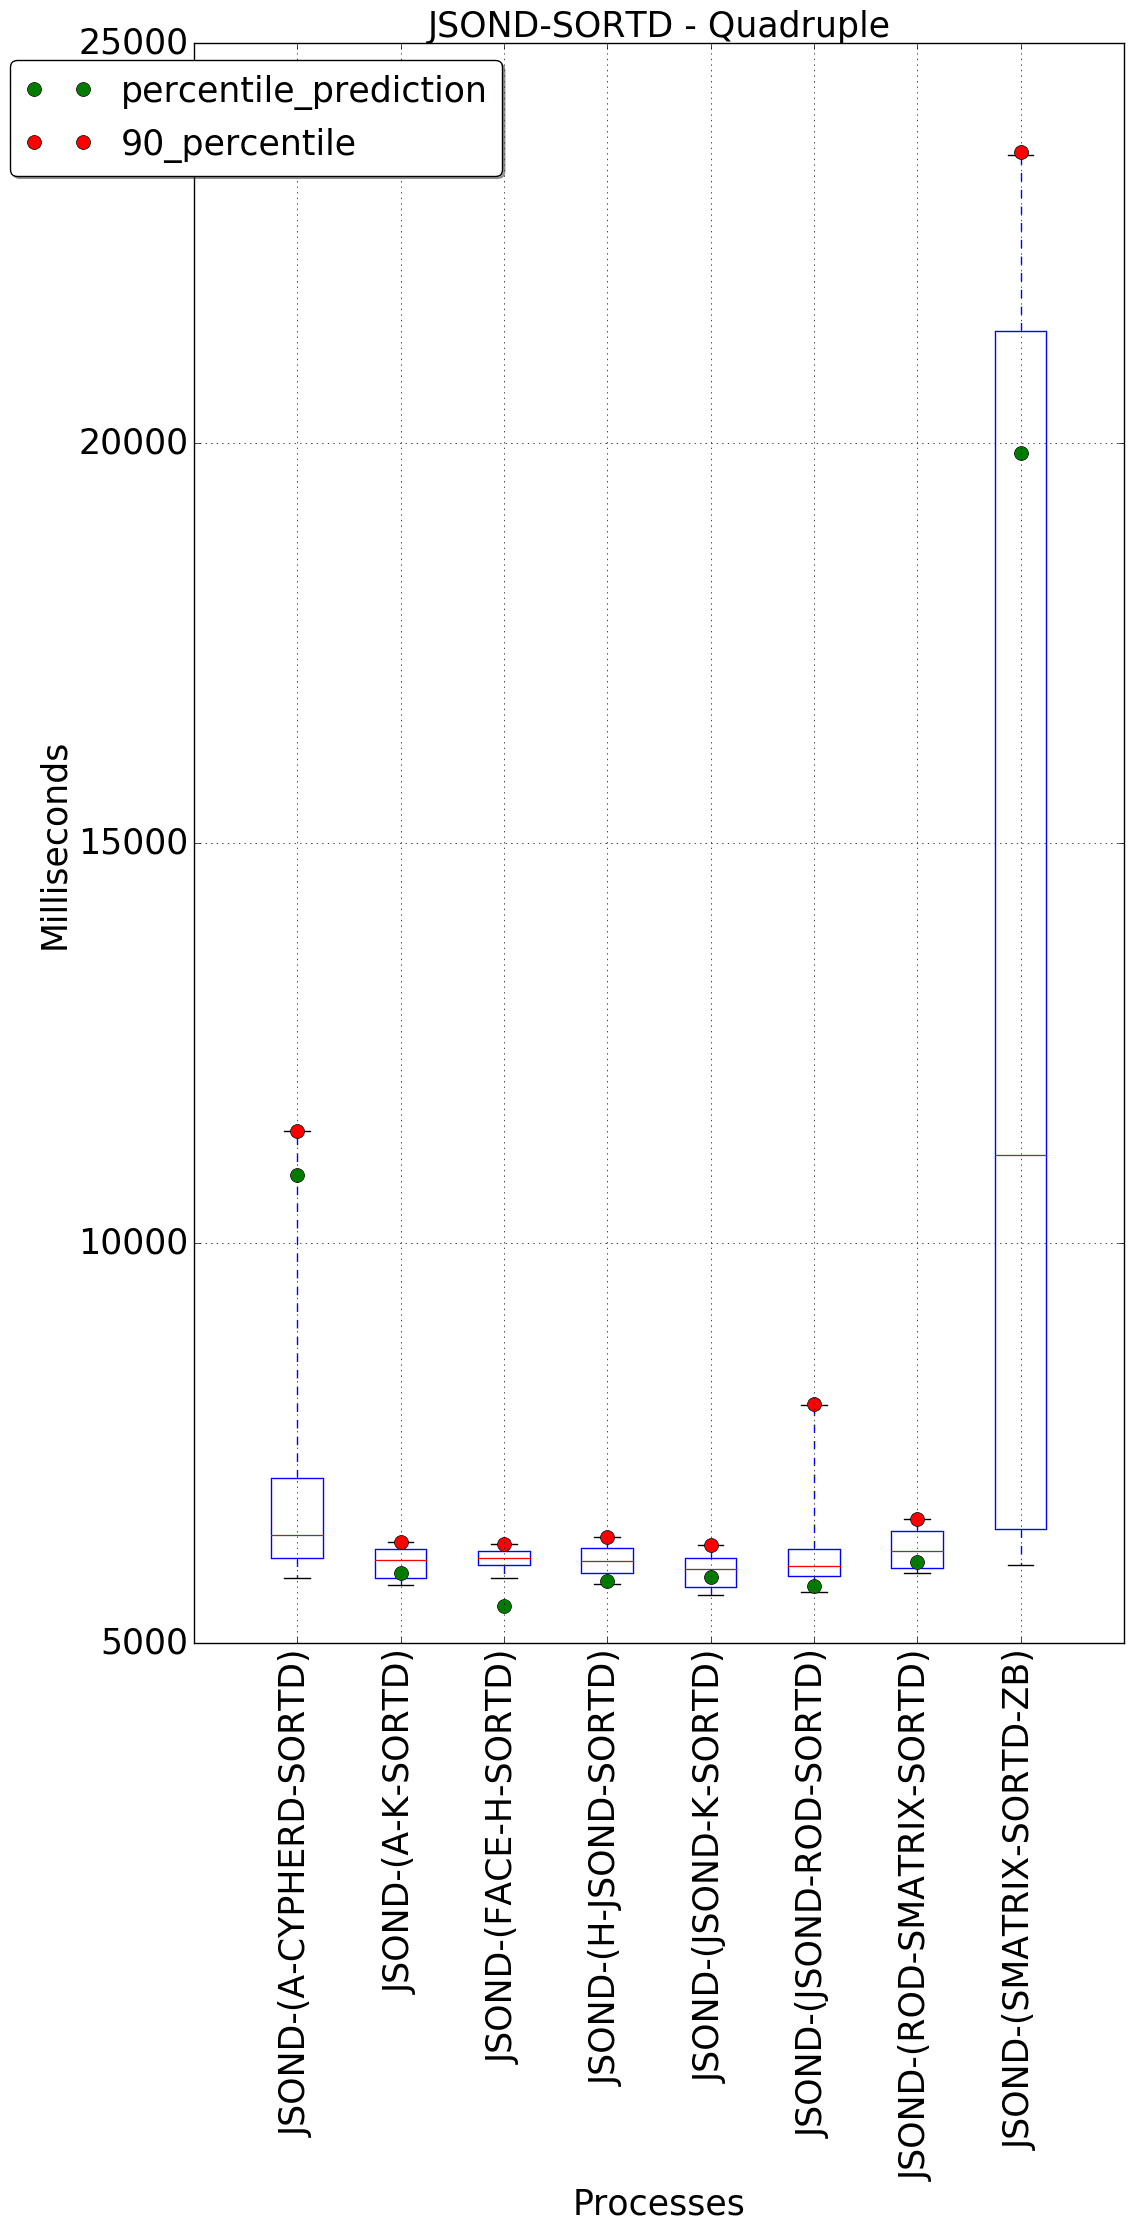 JSOND-SORTD - Quadruple
25000
percentile_prediction
90_percentile
20000
15000
10000
5000
Milliseconds
JSOND-(A-CYPHERD-SORTD)
JSOND-(A-K-SORTD)
JSOND-(FACE-H-SORTD)
JSOND-(H-JSOND-SORTD)
JSOND-(JSOND-K-SORTD)
JSOND-(JSOND-ROD-SORTD)
JSOND-(ROD-SMATRIX-SORTD)
JSOND-(SMATRIX-SORTD-ZB)
Processes